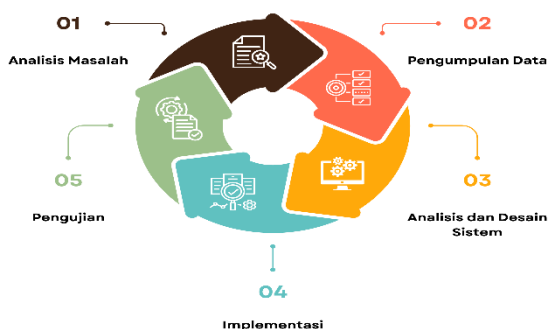 01
Analisis Masalah
02
Pengumpulan Data
03
Analisis dan Desain
Sistem
04
Implementasi
05
Pengujian